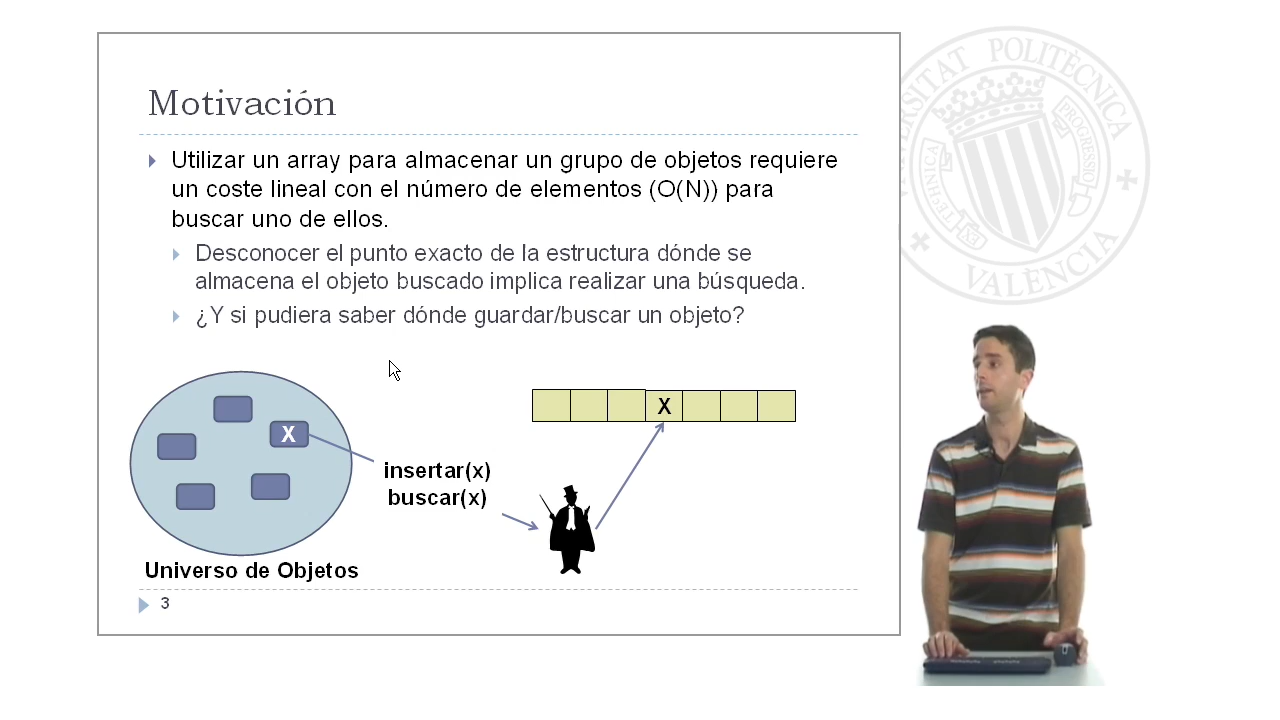 Motivación
Utilizar un array para almacenar un grupo de objetos requiere
un coste lineal con el número de elementos (O(N)) para
buscar uno de ellos.
Desconocer el punto exacto de la estructura dónde se
almacena el objeto buscado implica realizar una búsqueda.
¿Y si pudiera saber dónde guardar/buscar un objeto?
X
X
insertar(x)
buscar(x)
Universo de Objetos
3
POLITÈCNICA
VALÈNCIA